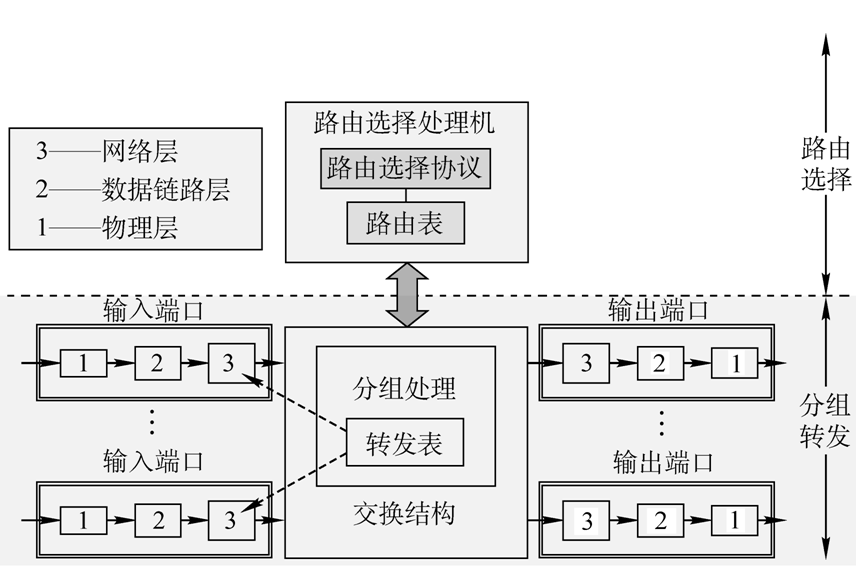 路由选择处理机
路由选择协议
路由表
3——网络层
2——数据链路层
1——物理层
路由
选择
输入端口
1
2
3
⋮
输入端口
1
2
3
分组处理
转发表
交换结构
输出端口
3
2
1
⋮
输出端口
3
2
1
分组
转发